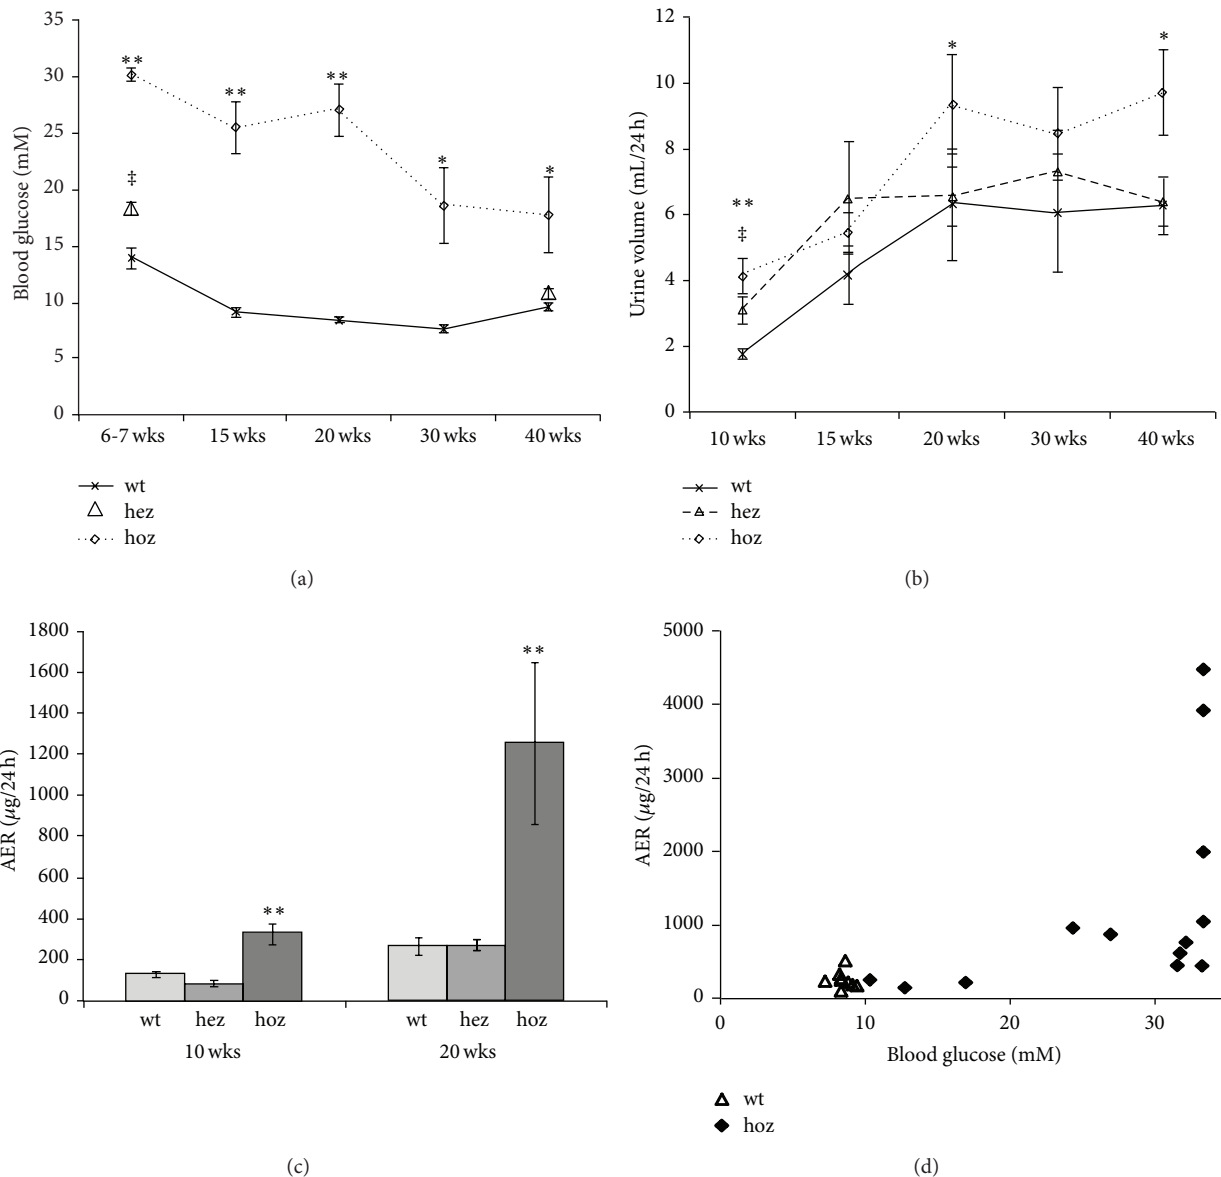 35
30
25
20
15
10
5
0
Blood glucose (mM)
**
‡
**
**
*
*
6-7 wks 15 wks 20 wks 30 wks 40 wks
wt
hez
hoz
(a)
12
10
8
6
4
2
0
Urine volume (mL/24 h)
**
‡
*
*
10 wks 15 wks 20 wks 30 wks 40 wks
wt
hez
hoz
(b)
1800
1600
1400
1200
1000
800
600
400
200
0
AER (µg/24 h)
**
**
wt hez hoz wt hez hoz
10 wks 20 wks
(c)
5000
4000
3000
2000
1000
0
AER (µg/24 h)
0 10 20 30
Blood glucose (mM)
wt
hoz
(d)